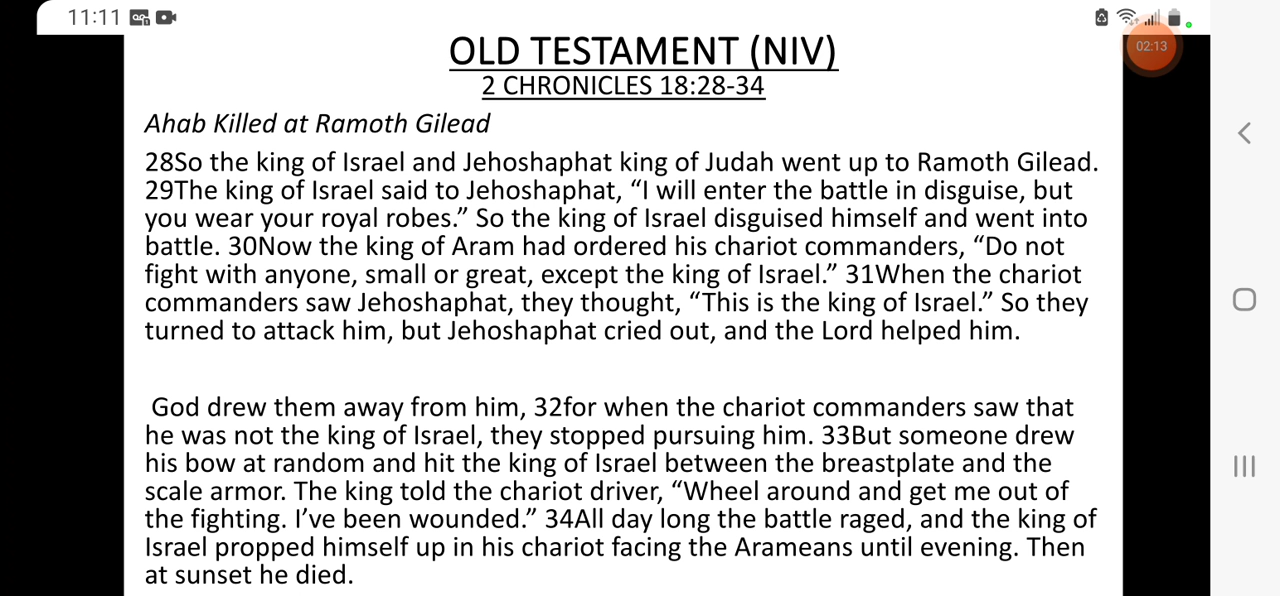 11:11
02:13
OLD TESTAMENT (NIV)
2 CHRONICLES 18:28-34
Ahab Killed at Ramoth Gilead
28So the king of Israel and Jehoshaphat king of Judah went up to Ramoth Gilead.
29The king of Israel said to Jehoshaphat, “I will enter the battle in disguise, but
you wear your royal robes.” So the king of Israel disguised himself and went into
battle. 30Now the king of Aram had ordered his chariot commanders, “Do not
fight with anyone, small or great, except the king of Israel.” 31When the chariot
commanders saw Jehoshaphat, they thought, “This is the king of Israel.” So they
turned to attack him, but Jehoshaphat cried out, and the Lord helped him.
God drew them away from him, 32for when the chariot commanders saw that
he was not the king of Israel, they stopped pursuing him. 33But someone drew
his bow at random and hit the king of Israel between the breastplate and the
scale armor. The king told the chariot driver, “Wheel around and get me out of
the fighting. I’ve been wounded.” 34All day long the battle raged, and the king of
Israel propped himself up in his chariot facing the Arameans until evening. Then
at sunset he died.